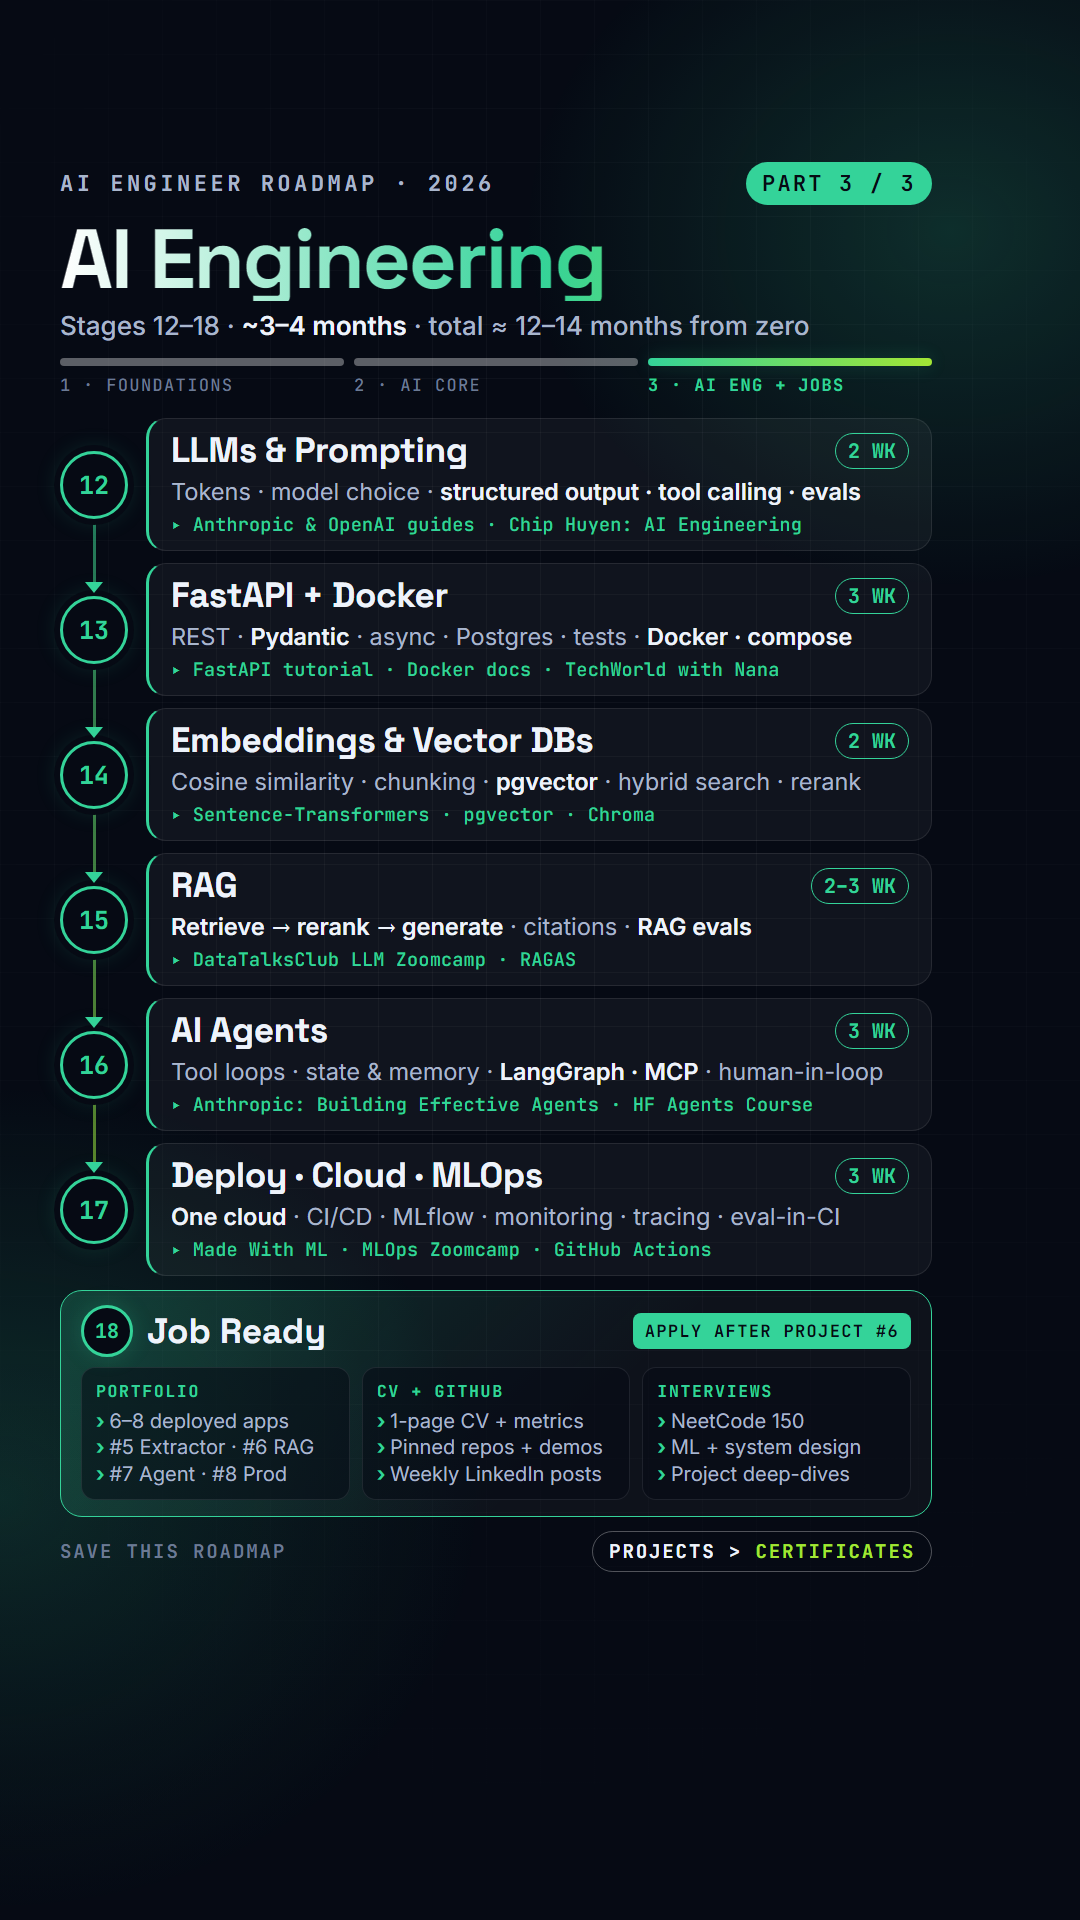 AI ENGINEER ROADMAP · 2026
PART 3 / 3
AI Engineering
Stages 12–18 · ~3–4 months · total ≈ 12–14 months from zero
1 · FOUNDATIONS
2 · AI CORE
3 · AI ENG + JOBS
12
LLMs & Prompting
2 WK
Tokens · model choice · structured output · tool calling · evals
▸ Anthropic & OpenAI guides · Chip Huyen: AI Engineering
13
FastAPI + Docker
3 WK
REST · Pydantic · async · Postgres · tests · Docker · compose
▸ FastAPI tutorial · Docker docs · TechWorld with Nana
14
Embeddings & Vector DBs
2 WK
Cosine similarity · chunking · pgvector · hybrid search · rerank
▸ Sentence-Transformers · pgvector · Chroma
15
RAG
2–3 WK
Retrieve → rerank → generate · citations · RAG evals
▸ DataTalksClub LLM Zoomcamp · RAGAS
16
AI Agents
3 WK
Tool loops · state & memory · LangGraph · MCP · human-in-loop
▸ Anthropic: Building Effective Agents · HF Agents Course
17
Deploy · Cloud · MLOps
3 WK
One cloud · CI/CD · MLflow · monitoring · tracing · eval-in-CI
▸ Made With ML · MLOps Zoomcamp · GitHub Actions
18
Job Ready
APPLY AFTER PROJECT #6
PORTFOLIO
› 6–8 deployed apps
› #5 Extractor · #6 RAG
› #7 Agent · #8 Prod
CV + GITHUB
› 1-page CV + metrics
› Pinned repos + demos
› Weekly LinkedIn posts
INTERVIEWS
› NeetCode 150
› ML + system design
› Project deep-dives
SAVE THIS ROADMAP
PROJECTS > CERTIFICATES